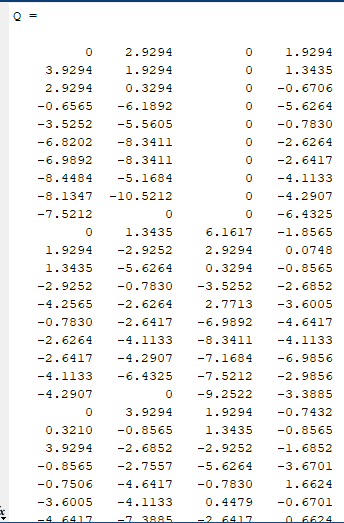 Q =
0 2.9294 0 1.9294
3.9294 1.9294 0 1.3435
2.9294 0.3294 0 -0.6706
-0.6565 -6.1892 0 -5.6264
-3.5252 -5.5605 0 -0.7830
-6.8202 -8.3411 0 -2.6264
-6.9892 -8.3411 0 -2.6417
-8.4484 -5.1684 0 -4.1133
-8.1347 -10.5212 0 -4.2907
-7.5212 0 0 -6.4325
0 1.3435 6.1617 -1.8565
1.9294 -2.9252 2.9294 0.0748
1.3435 -5.6264 0.3294 -0.8565
-2.9252 -0.7830 -3.5252 -2.6852
-4.2565 -2.6264 2.7713 -3.6005
-0.7830 -2.6417 -6.9892 -4.6417
-2.6264 -4.1133 -8.3411 -4.1133
-2.6417 -4.2907 -7.1684 -6.9856
-4.1133 -6.4325 -7.5212 -2.9856
-4.2907 0 -9.2522 -3.3885
0 3.9294 1.9294 -0.7432
0.3210 -0.8565 1.3435 -0.8565
3.9294 -2.6852 -2.9252 -1.6852
-0.8565 -2.7557 -5.6264 -3.6701
-0.7506 -4.6417 -0.7830 1.6624
-3.6005 -4.1133 0.4479 -0.6701
-4.6417 -7.3885 -2.6417 0.6624